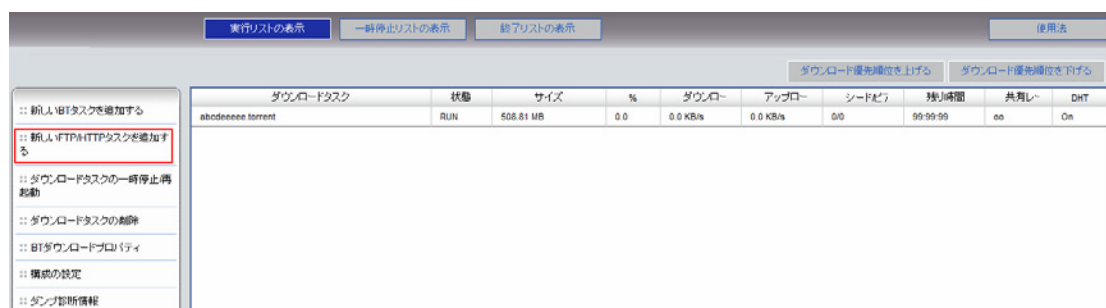 実行リストの表示
一時停止リストの表示
終了リストの表示
使用法
ダウンロード優先順位を上げる
ダウンロード優先順位を下げる
:: 新しいBTタスクを追加する
:: 新しいFTP/HTTPタスクを追加す
る
:: ダウンロードタスクの一時停止/再
起動
:: ダウンロードタスクの削除
:: BTダウンロードプロパティ
:: 構成の設定
:: ダンプ診断情報
ダウンロードタスク 状態 サイズ % ダウンロー アップロー シード/ピア 残り時間 共有レー DHT
abcdeeeee.torrent RUN 508.81 MB 0.0 0.0 KB/s 0.0 KB/s 0/0 99:99:99 oo On